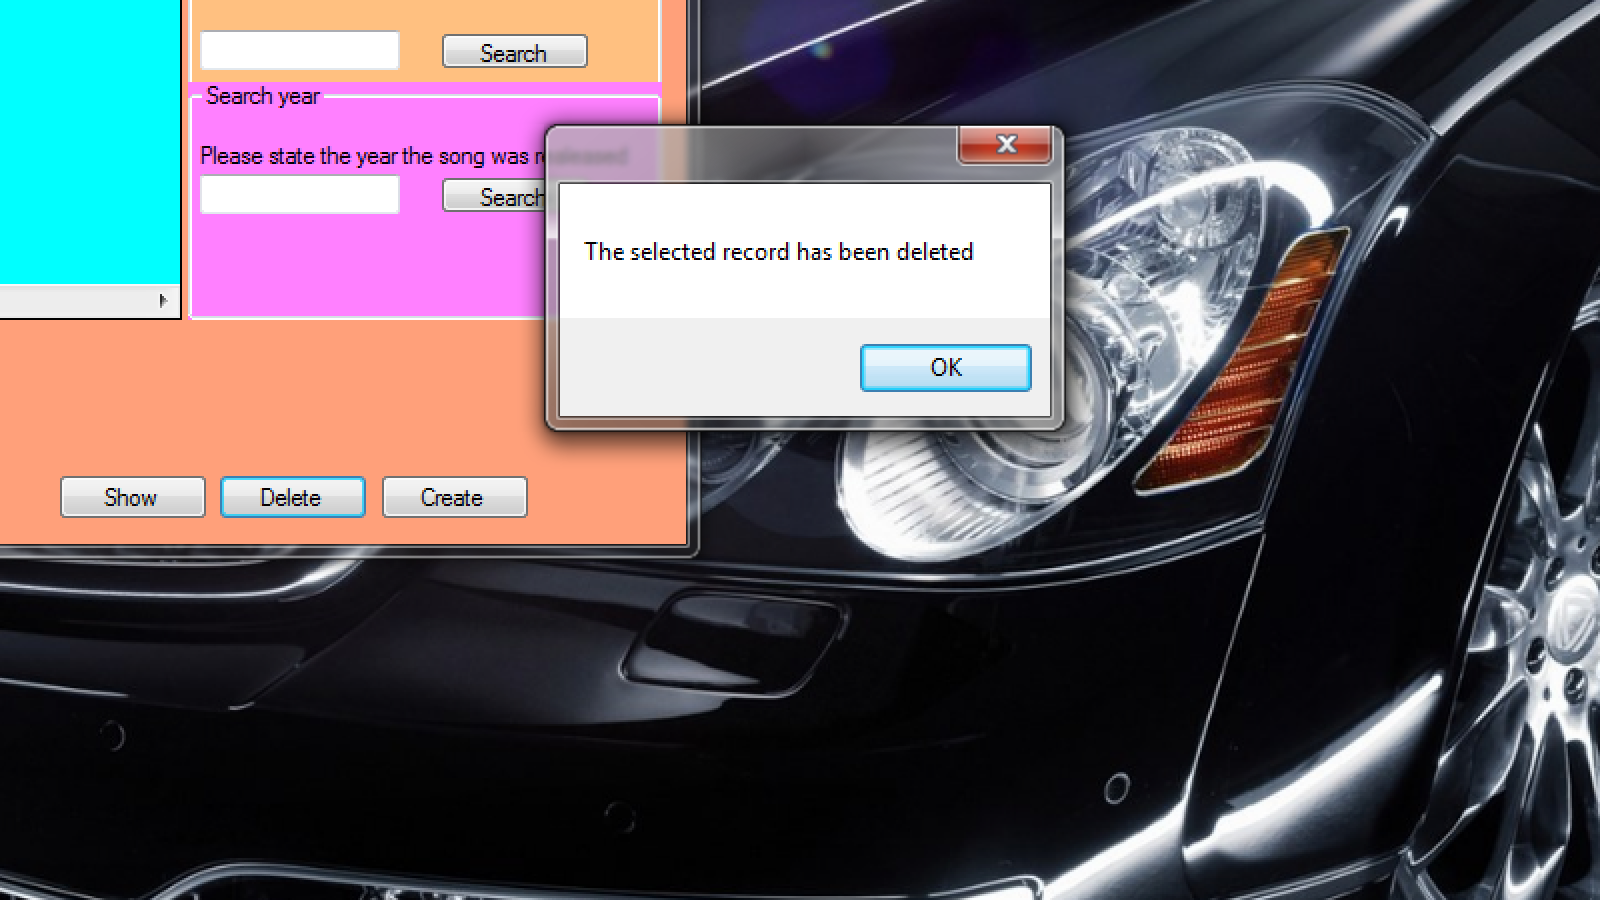 Search
Search year
Please state the year the song was
Search
The selected record has been deleted
OK
Show
Delete
Create